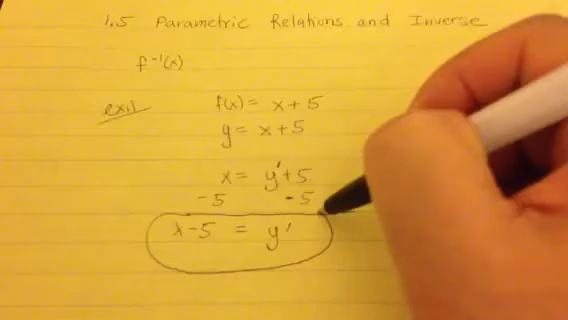 1.5 Parametric Relations and Inverse
f⁻¹(x)
ex1)
f(x) = x + 5
y = x + 5
x = y' + 5
-5 -5
x - 5 = y'